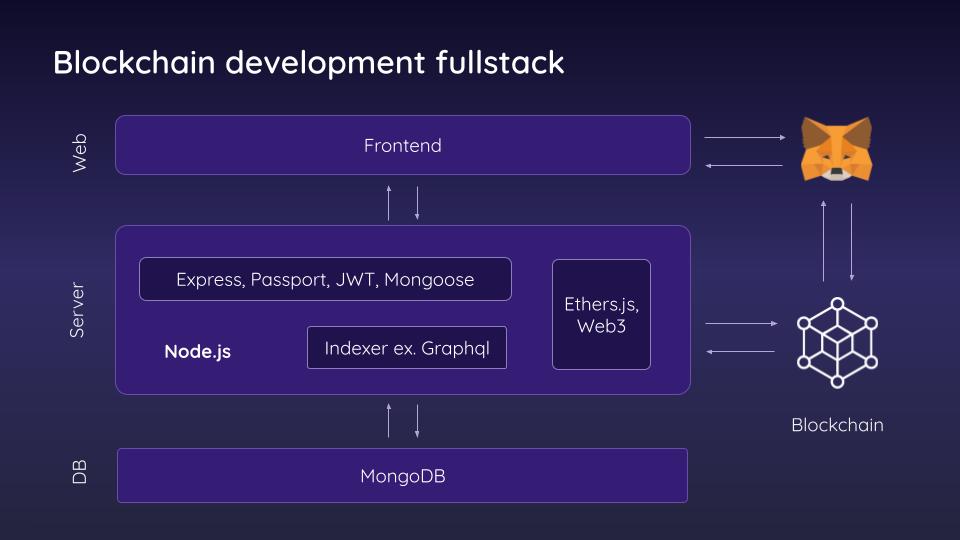 Blockchain development fullstack
Web
Frontend
Server
Express, Passport, JWT, Mongoose
Ethers.js,
Web3
Node.js
Indexer ex. Graphql
Blockchain
DB
MongoDB